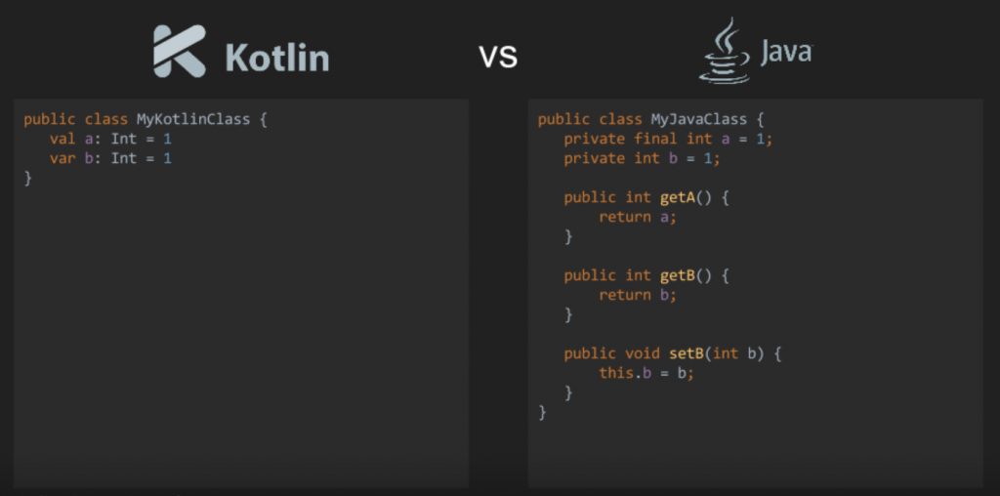 Kotlin
vs
Java
public class MyKotlinClass {
val a: Int = 1
var b: Int = 1
}
public class MyJavaClass {
private final int a = 1;
private int b = 1;
public int getA() {
return a;
}
public int getB() {
return b;
}
public void setB(int b) {
this.b = b;
}
}